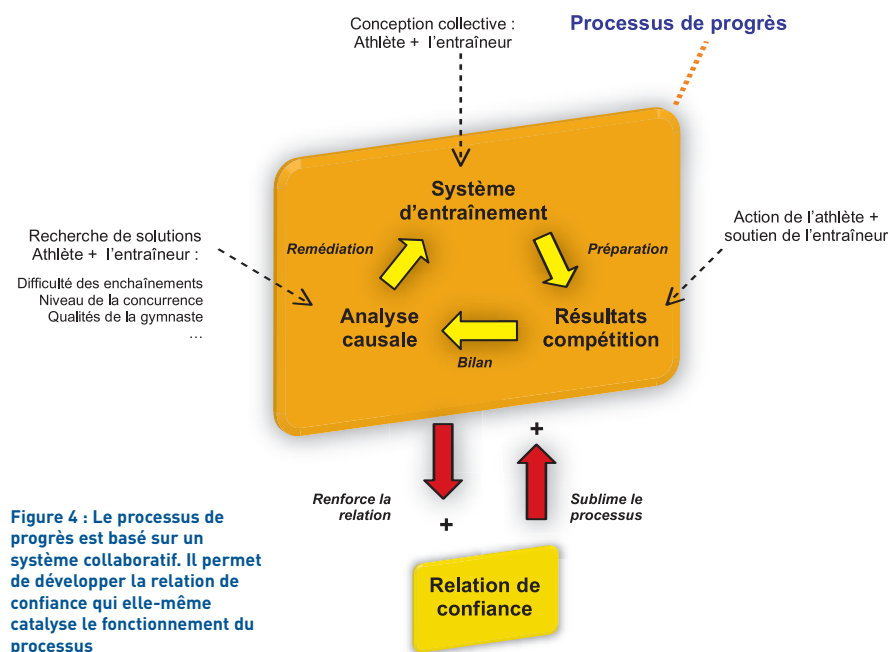 Conception collective :
Athlète + l'entraîneur
Processus de progrès
Système
d'entraînement
Recherche de solutions
Athlète + l'entraîneur :
Difficulté des enchaînements
Niveau de la concurrence
Qualités de la gymnaste
...
Remédiation
Préparation
Action de l'athlète +
soutien de l'entraîneur
Analyse
causale
Résultats
compétition
Bilan
+
Renforce la
relation
+
Sublime le
processus
Relation de
confiance
Figure 4 : Le processus de
progrès est basé sur un
système collaboratif. Il permet
de développer la relation de
confiance qui elle-même
catalyse le fonctionnement du
processus